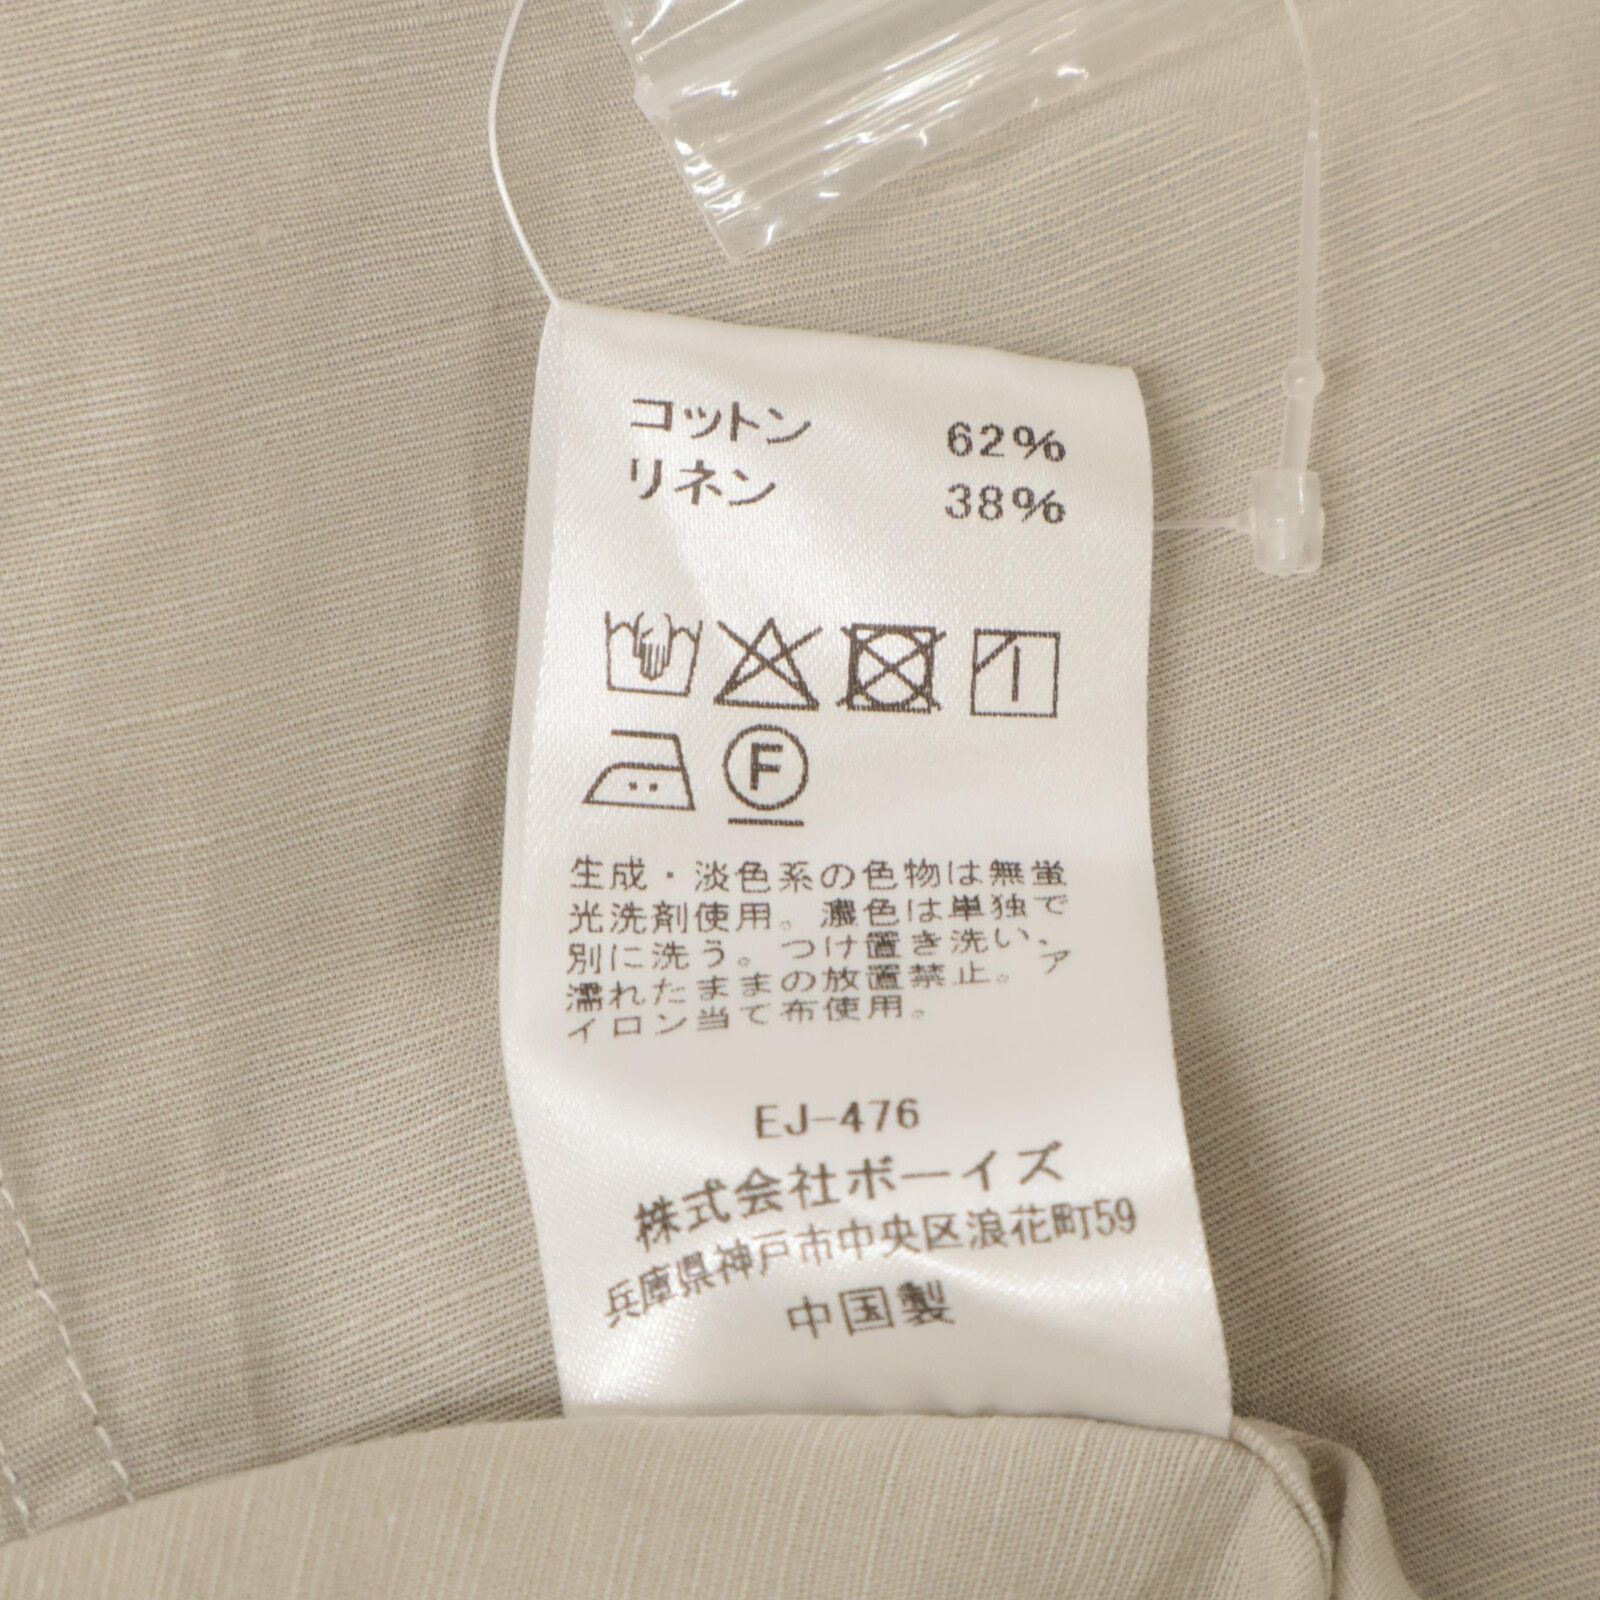 コットン 62%
リネン 38%
F
生成・淡色系の色物は無蛍
光洗剤使用。濃色は単独で
別に洗う。つけ置き洗い、
濡れたままの放置禁止。ア
イロン当て布使用。
EJ-476
株式会社ボーイズ
兵庫県神戸市中央区浪花町59
中国製